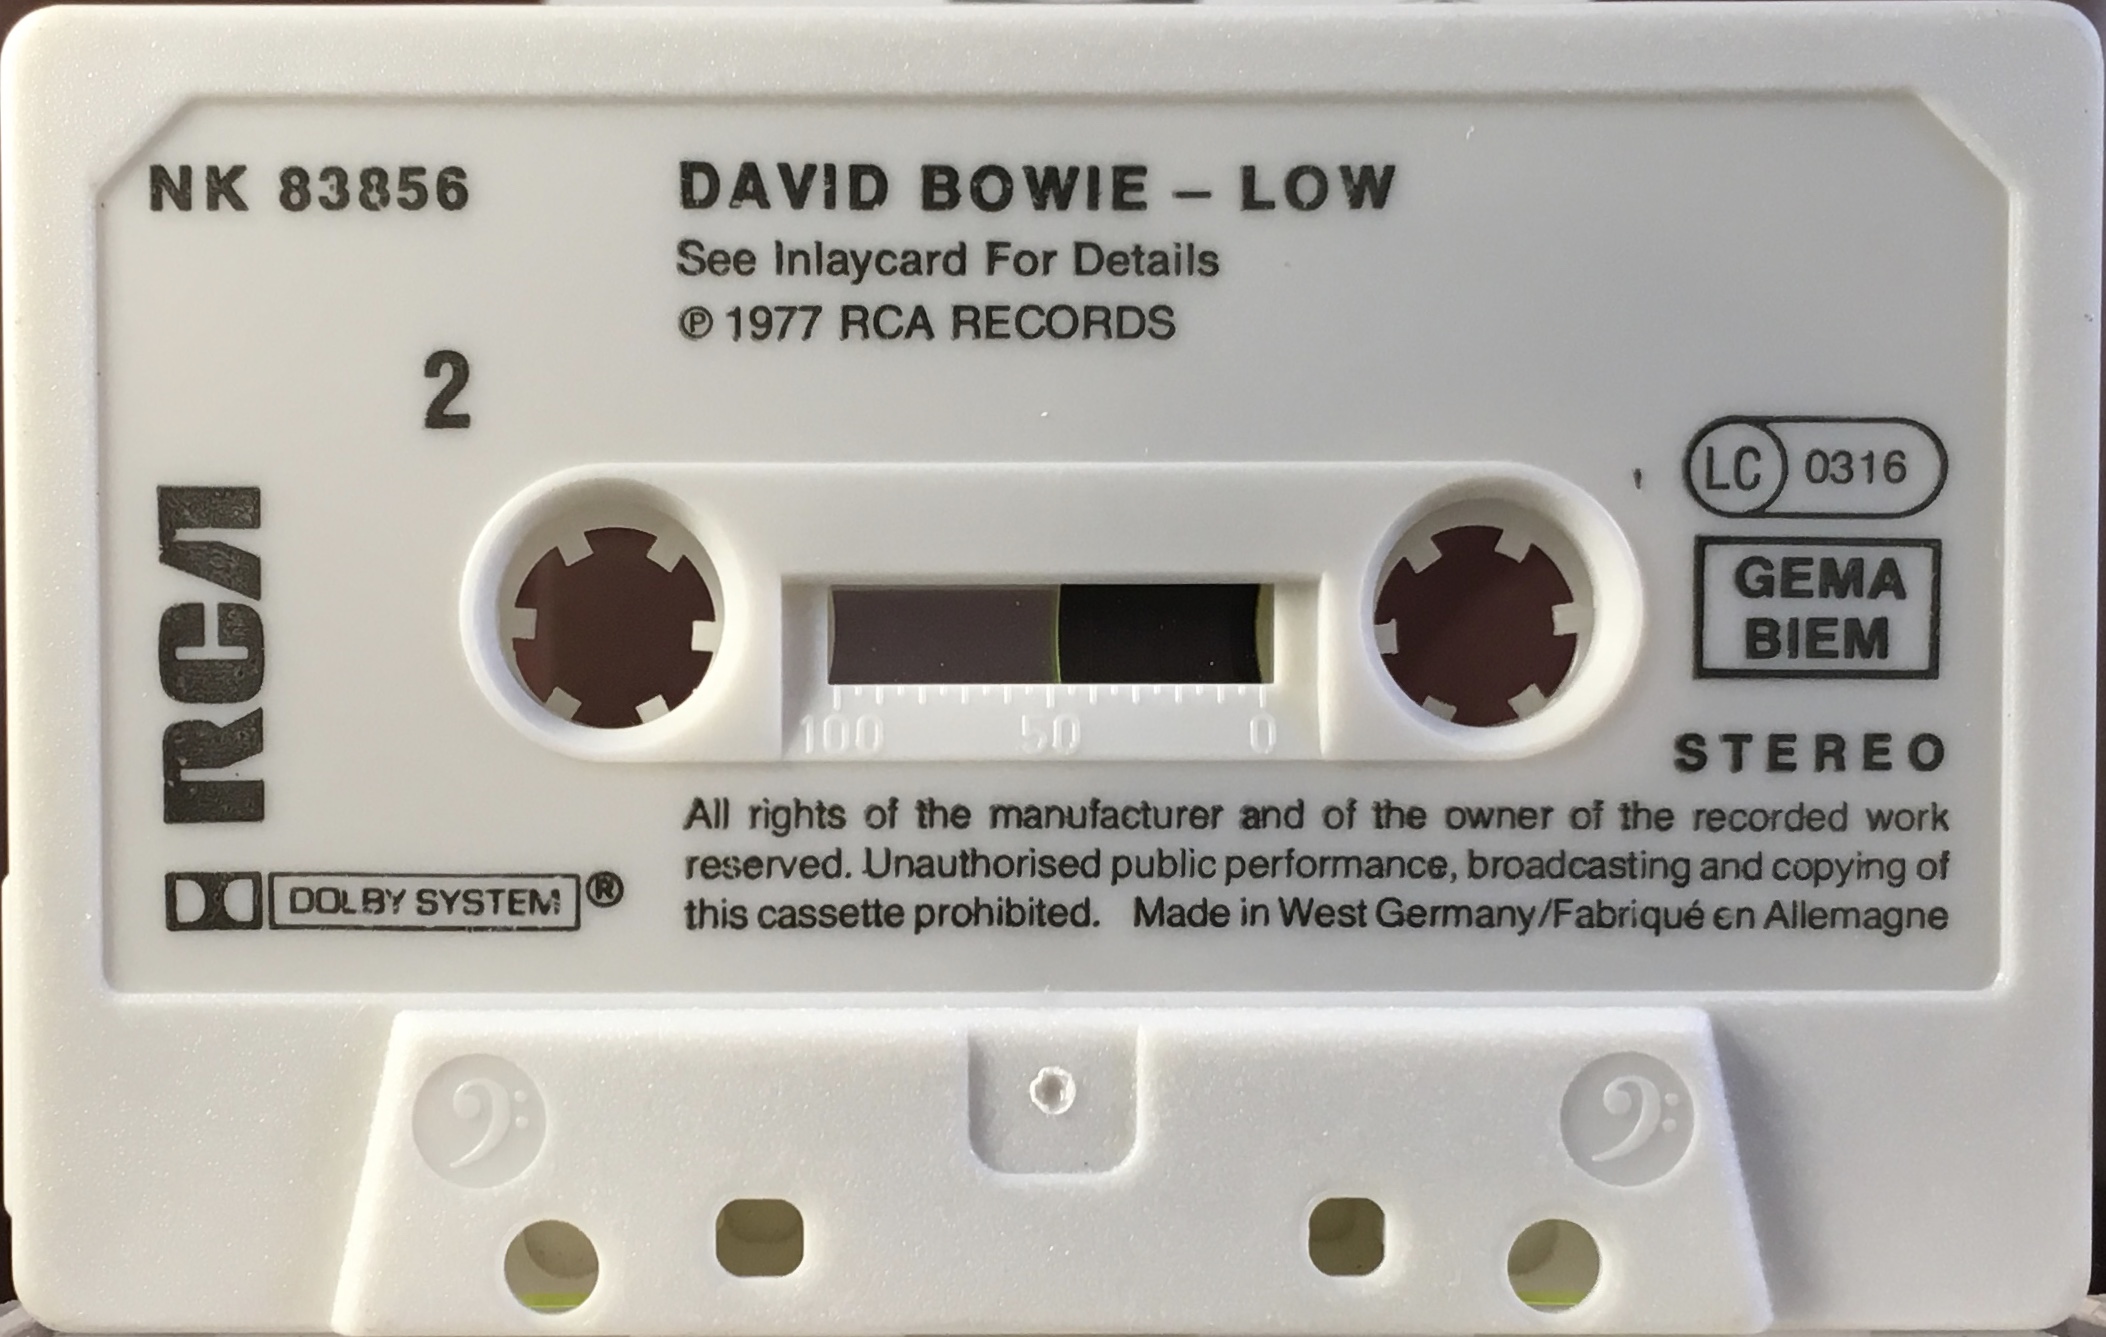 NK 83856
DAVID BOWIE – LOW
See Inlaycard For Details
℗ 1977 RCA RECORDS
2
LC 0316
GEMA
BIEM
RCA
100 50 0
STEREO
DOLBY SYSTEM®
All rights of the manufacturer and of the owner of the recorded work
reserved. Unauthorised public performance, broadcasting and copying of
this cassette prohibited. Made in West Germany/Fabriqué en Allemagne